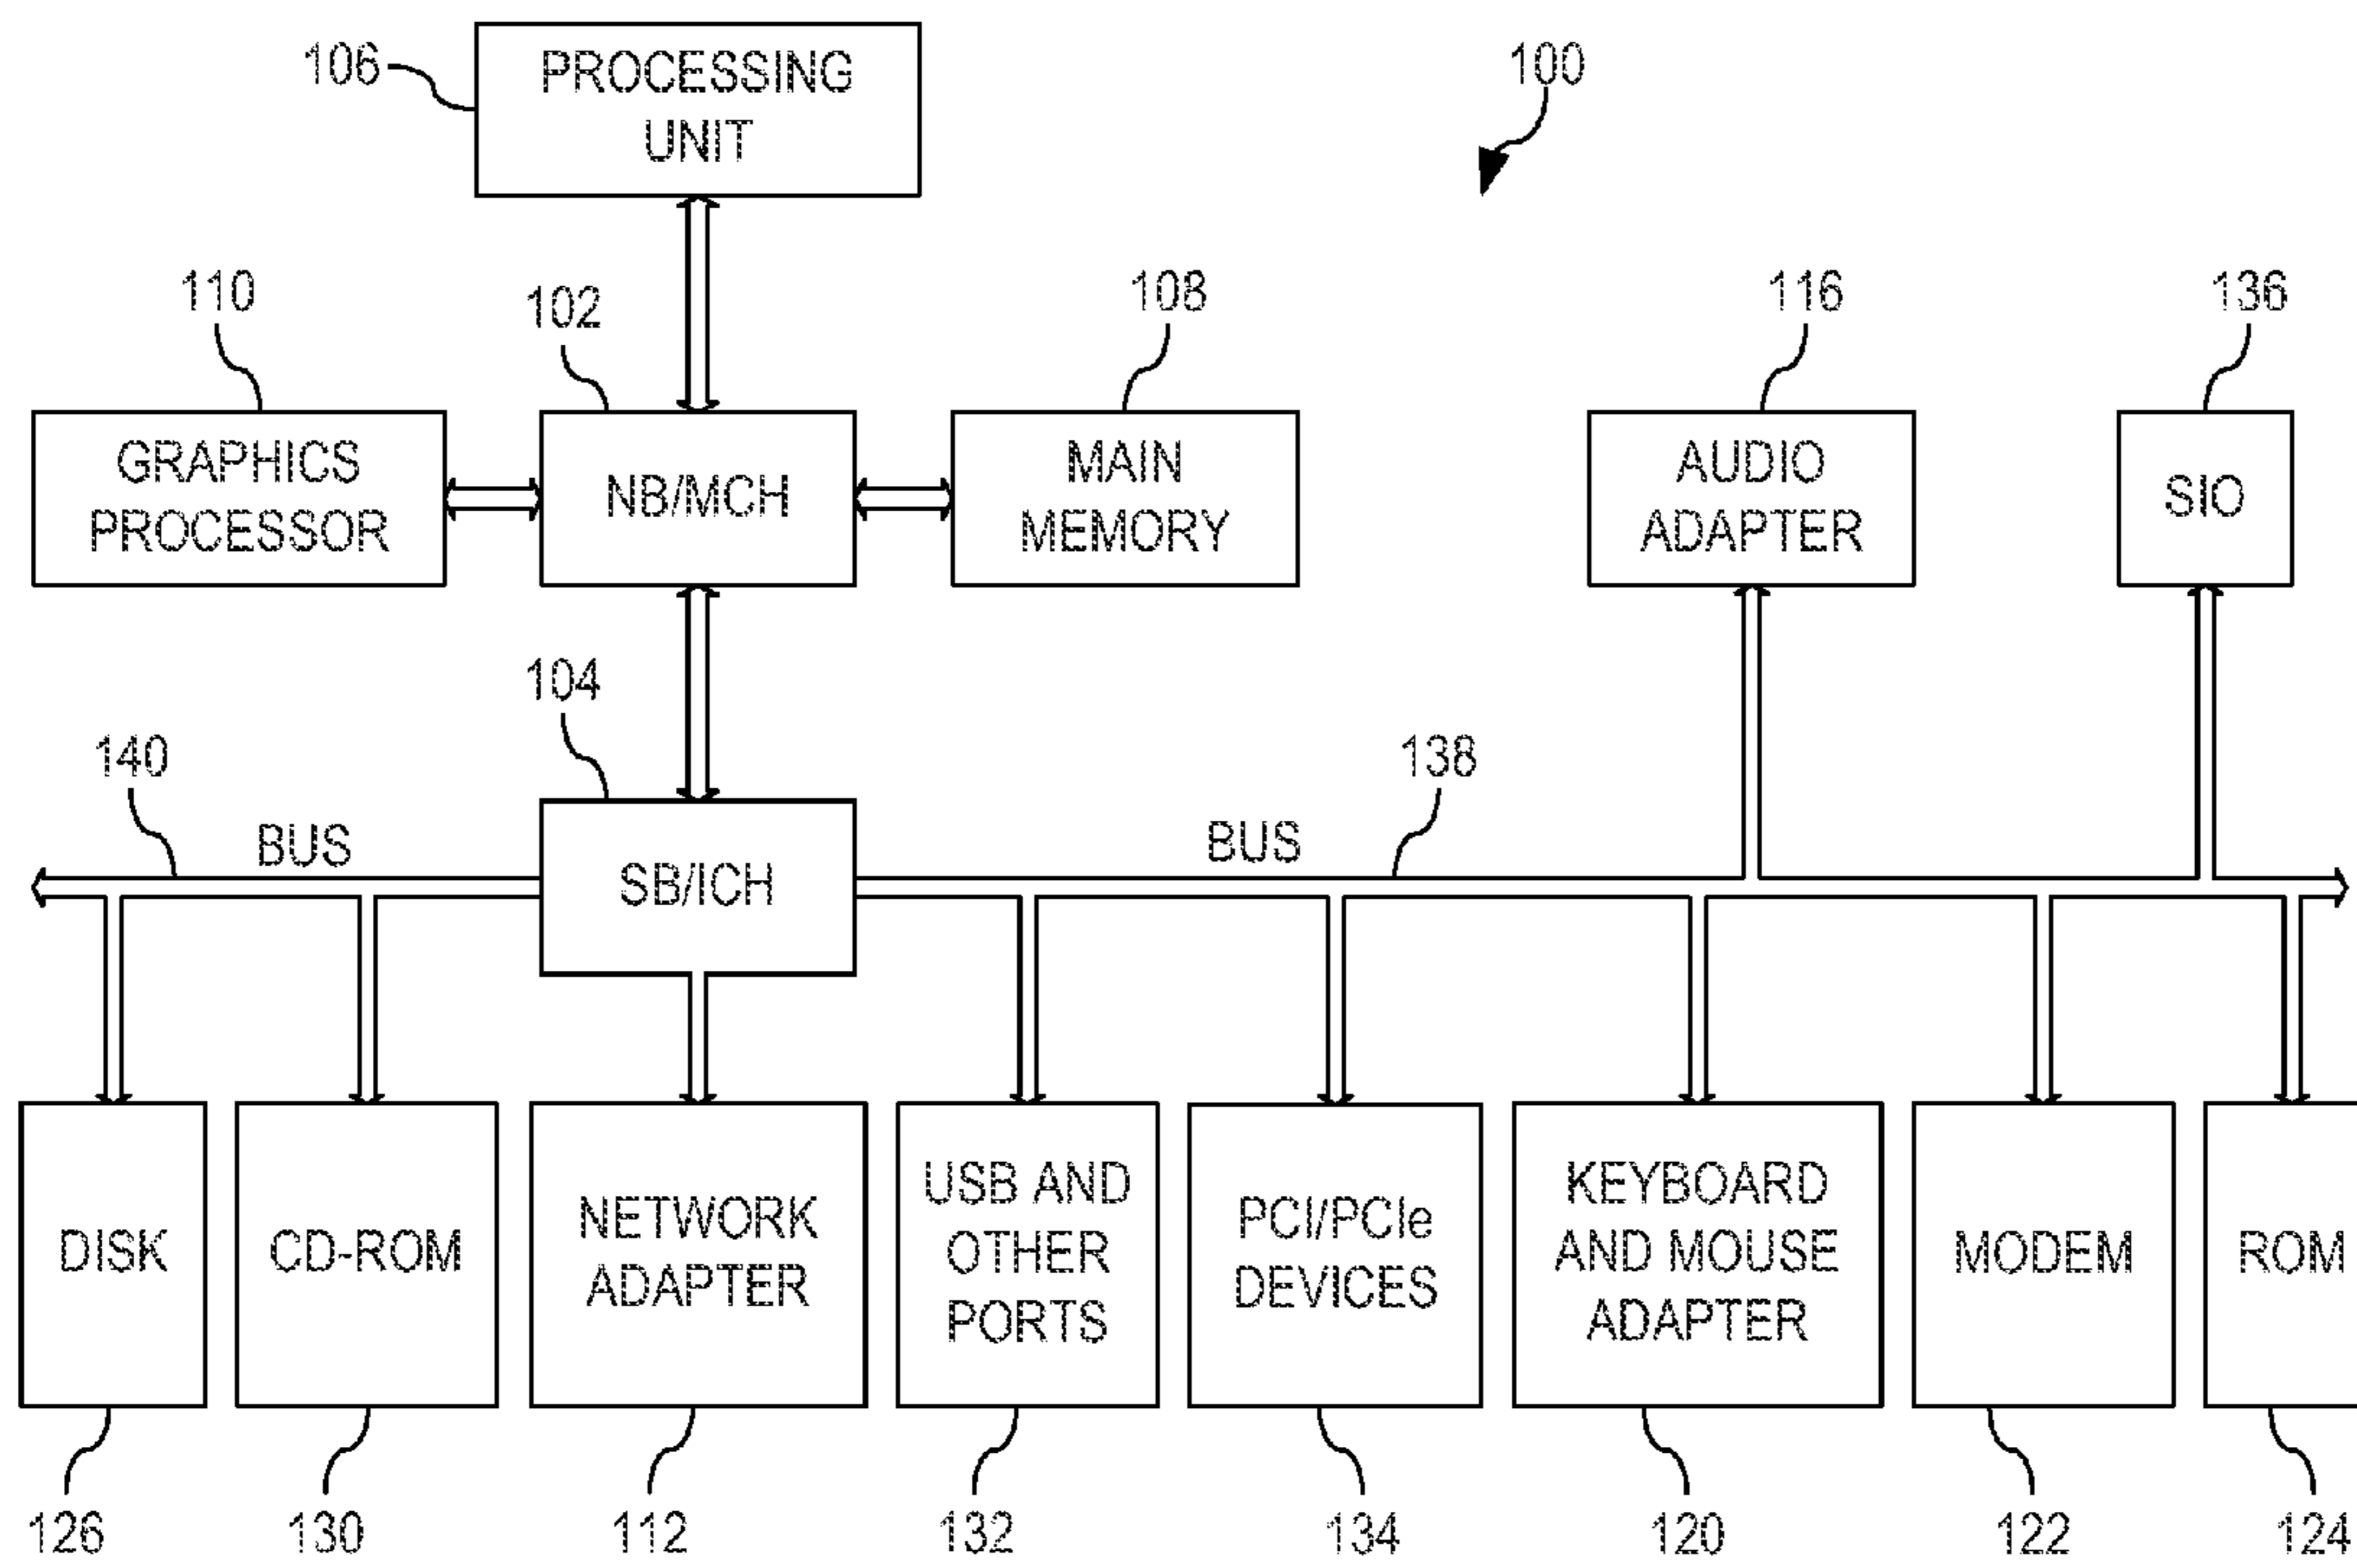 106
PROCESSING
UNIT
100
110
102
108
116
136
GRAPHICS
PROCESSOR
NB/MCH
MAIN
MEMORY
AUDIO
ADAPTER
SIO
104
140
138
BUS
SB/ICH
BUS
DISK
CD-ROM
NETWORK
ADAPTER
USB AND
OTHER
PORTS
PCI/PCIe
DEVICES
KEYBOARD
AND MOUSE
ADAPTER
MODEM
ROM
126
130
112
132
134
120
122
124